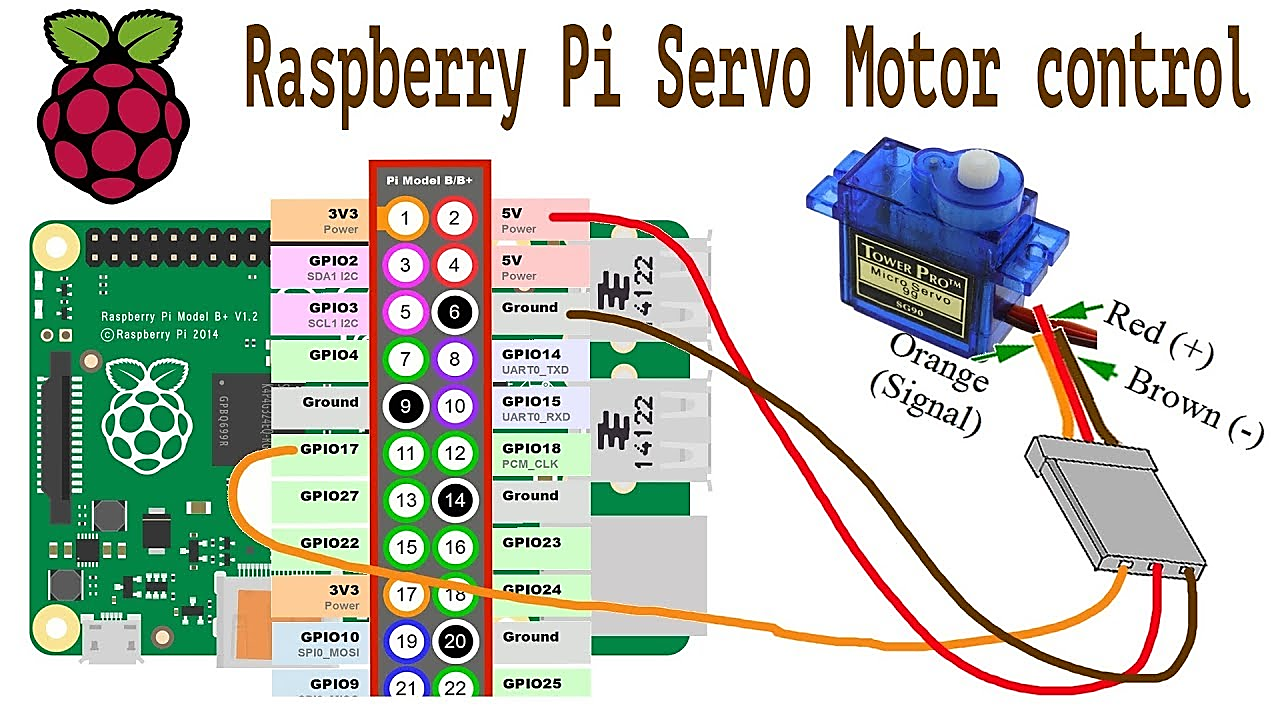 Raspberry Pi Servo Motor control
Pi Model B/B+
3V3
Power
1
2
5V
Power
GPIO2
SDA1 I2C
3
4
5V
Power
GPIO3
SCL1 I2C
5
6
Ground
GPIO4
7
8
GPIO14
UART0_TXD
Ground
9
10
GPIO15
UART0_RXD
GPIO17
11
12
GPIO18
PCM_CLK
GPIO27
13
14
Ground
GPIO22
15
16
GPIO23
3V3
Power
17
18
GPIO24
GPIO10
SPI0_MOSI
19
20
Ground
GPIO9
21
22
GPIO25
Raspberry Pi Model B+ V1.2
©Raspberry Pi 2014
14122
14122
TOWER PRO™
Micro Servo
99
SG90
Red (+)
Orange
(Signal)
Brown (-)